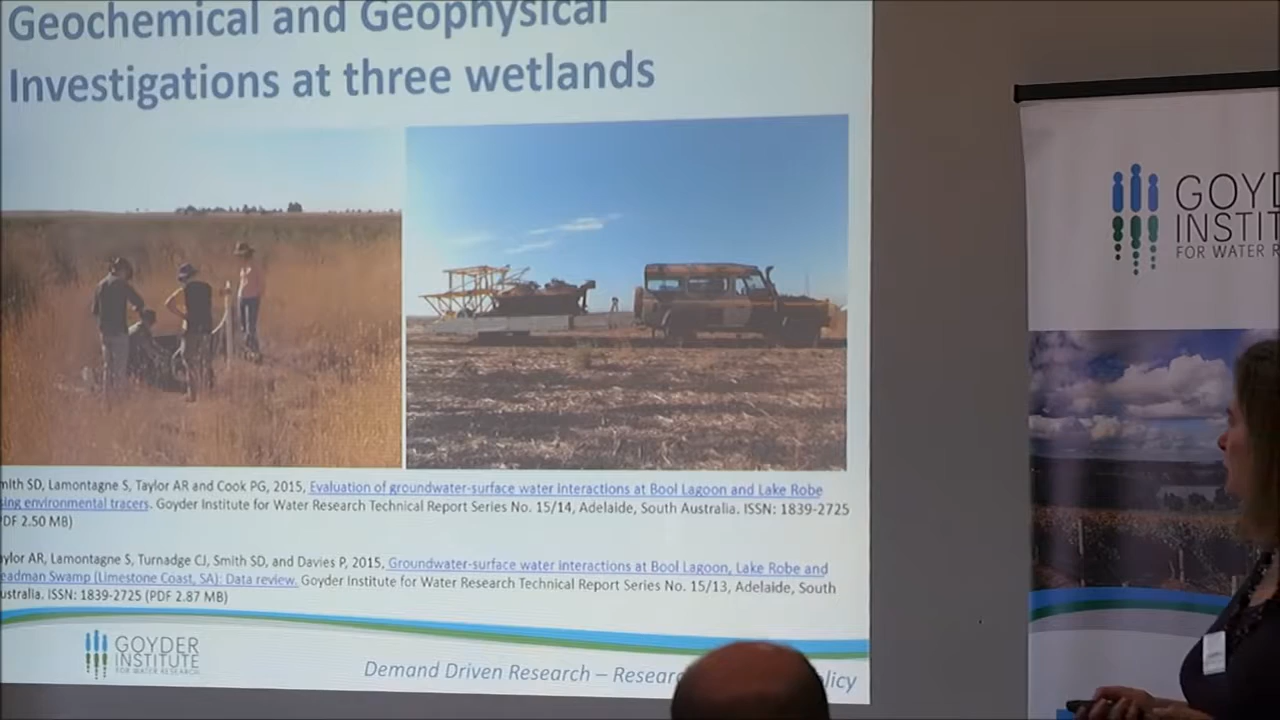 Geochemical and Geophysical
Investigations at three wetlands
mith SD, Lamontagne S, Taylor AR and Cook PG, 2015, Evaluation of groundwater-surface water interactions at Bool Lagoon and Lake Robe
ing environmental tracers. Goyder Institute for Water Research Technical Report Series No. 15/14, Adelaide, South Australia. ISSN: 1839-2725
DF 2.50 MB)
aylor AR, Lamontagne S, Turnadge CJ, Smith SD, and Davies P, 2015, Groundwater-surface water interactions at Bool Lagoon, Lake Robe and
eadman Swamp (Limestone Coast, SA): Data review. Goyder Institute for Water Research Technical Report Series No. 15/13, Adelaide, South
ustralia. ISSN: 1839-2725 (PDF 2.87 MB)
GOYDER
INSTITUTE
FOR WATER RESEARCH
Demand Driven Research – Resear licy
GOYD
INSTIT
FOR WATER R